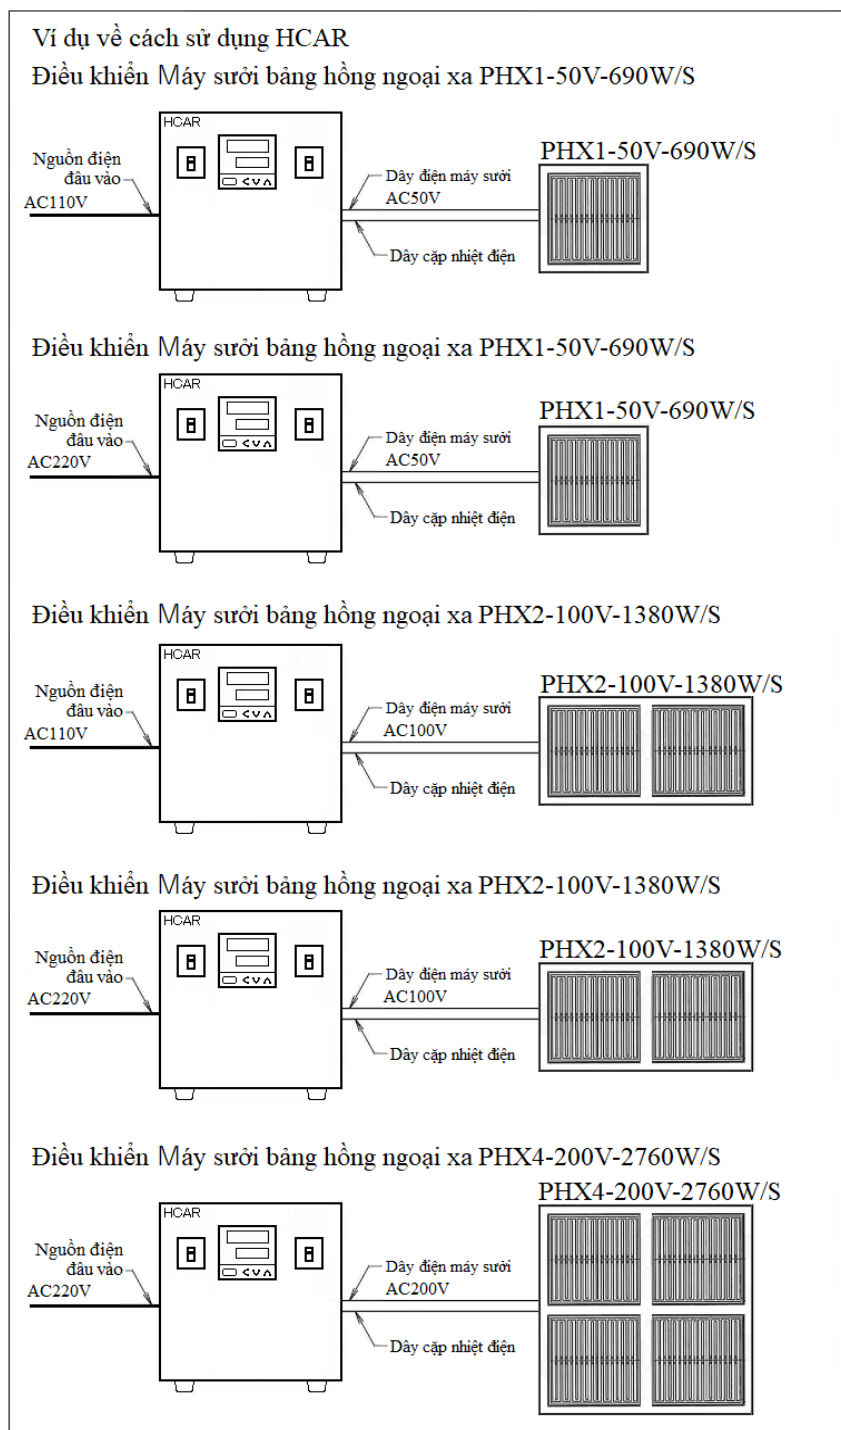 Ví dụ về cách sử dụng HCAR
Điều khiển Máy sưởi bảng hồng ngoại xa PHX1-50V-690W/S
HCAR
PHX1-50V-690W/S
Nguồn điện
đâu vào
AC110V
Dây điện máy sưởi
AC50V
Dây cặp nhiệt điện
Điều khiển Máy sưởi bảng hồng ngoại xa PHX1-50V-690W/S
HCAR
PHX1-50V-690W/S
Nguồn điện
đâu vào
AC220V
Dây điện máy sưởi
AC50V
Dây cặp nhiệt điện
Điều khiển Máy sưởi bảng hồng ngoại xa PHX2-100V-1380W/S
HCAR
PHX2-100V-1380W/S
Nguồn điện
đâu vào
AC110V
Dây điện máy sưởi
AC100V
Dây cặp nhiệt điện
Điều khiển Máy sưởi bảng hồng ngoại xa PHX2-100V-1380W/S
HCAR
PHX2-100V-1380W/S
Nguồn điện
đâu vào
AC220V
Dây điện máy sưởi
AC100V
Dây cặp nhiệt điện
Điều khiển Máy sưởi bảng hồng ngoại xa PHX4-200V-2760W/S
PHX4-200V-2760W/S
HCAR
Nguồn điện
đâu vào
AC220V
Dây điện máy sưởi
AC200V
Dây cặp nhiệt điện